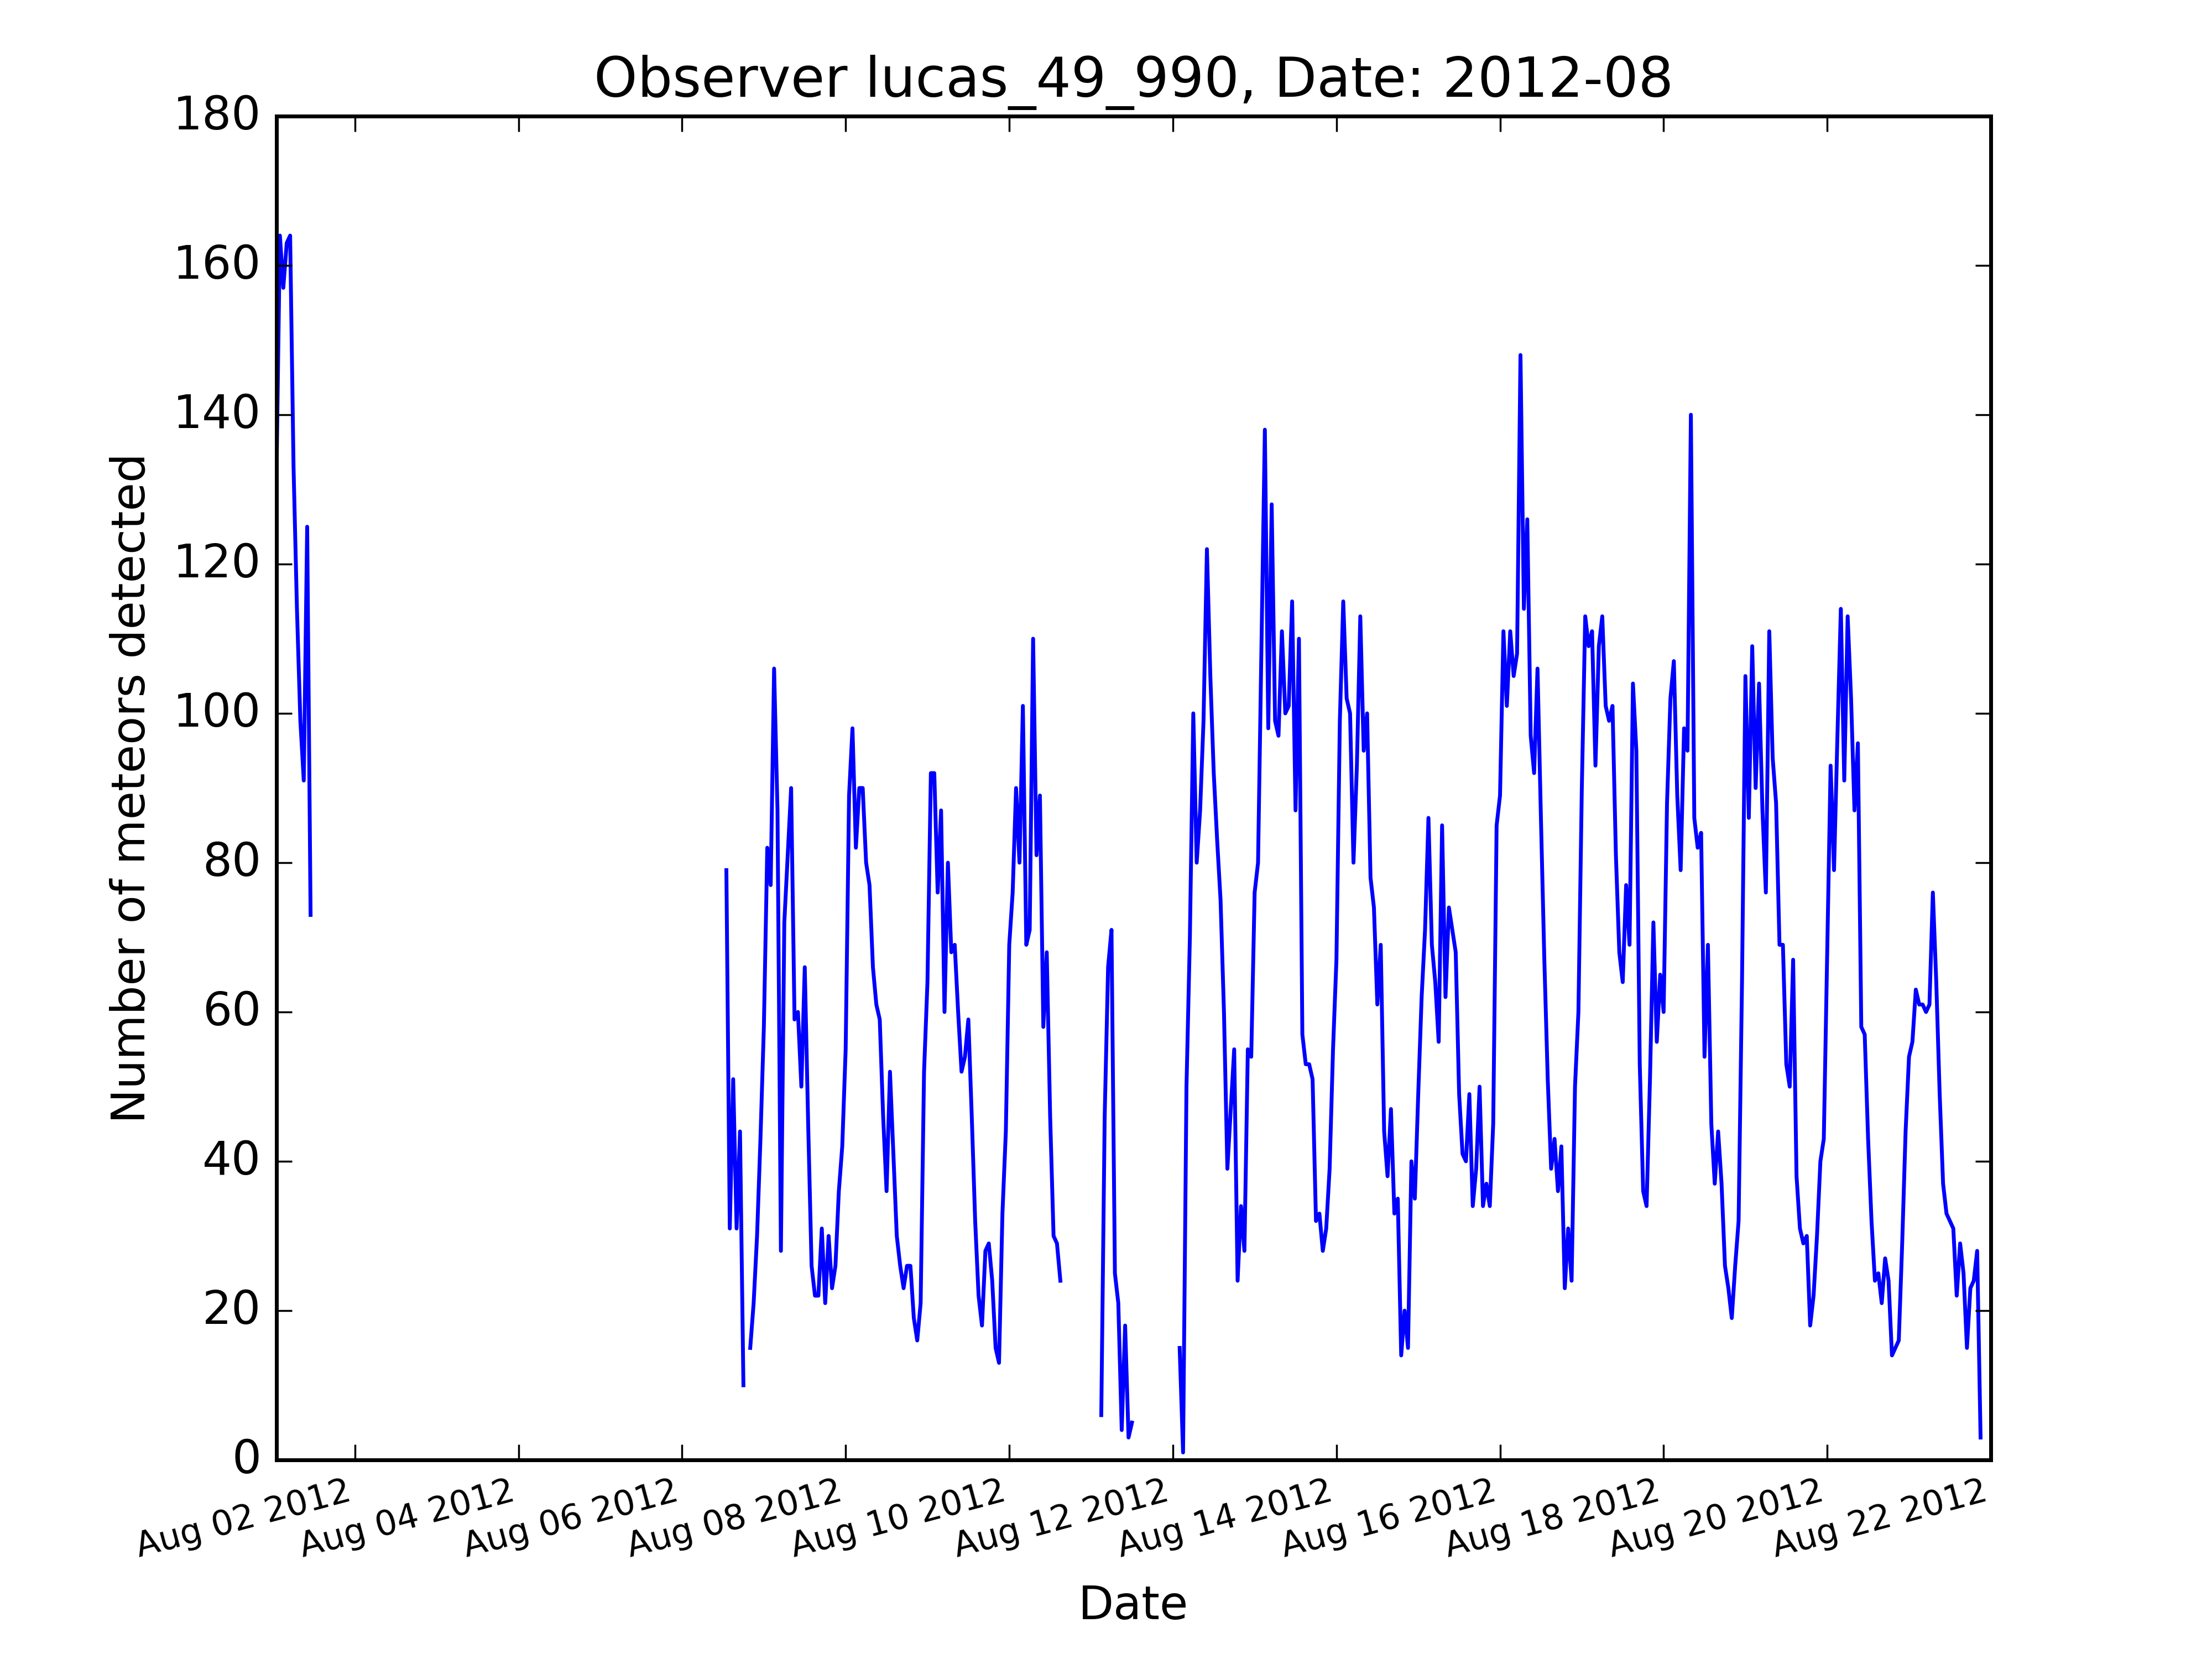 Observer lucas_49_990, Date: 2012-08
180
160
140
120
100
80
60
40
20
0
Number of meteors detected
Aug 02 2012
Aug 04 2012
Aug 06 2012
Aug 08 2012
Aug 10 2012
Aug 12 2012
Aug 14 2012
Aug 16 2012
Aug 18 2012
Aug 20 2012
Aug 22 2012
Date